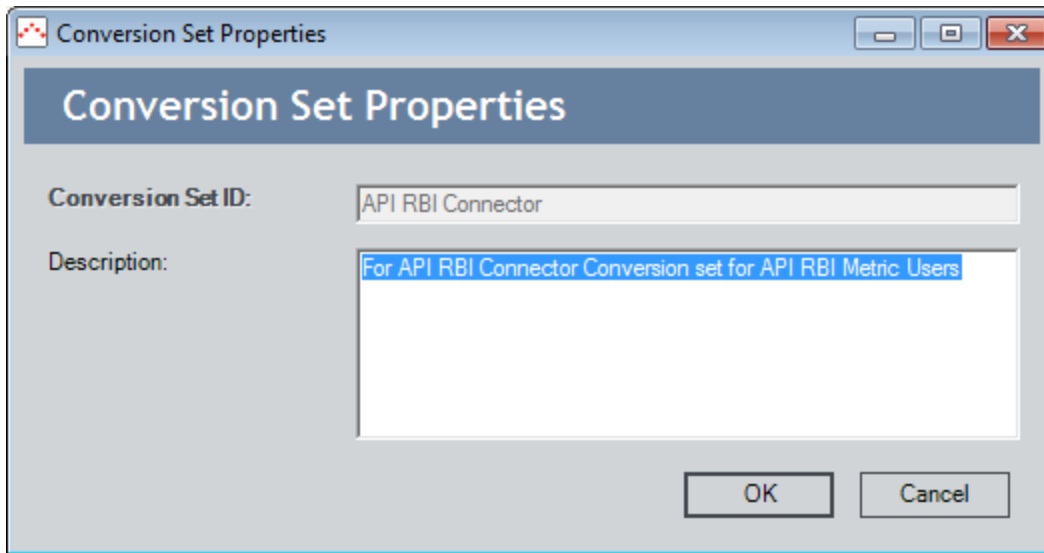 Conversion Set Properties
Conversion Set Properties
Conversion Set ID: API RBI Connector
Description: For API RBI Connector Conversion set for API RBI Metric Users
OK Cancel